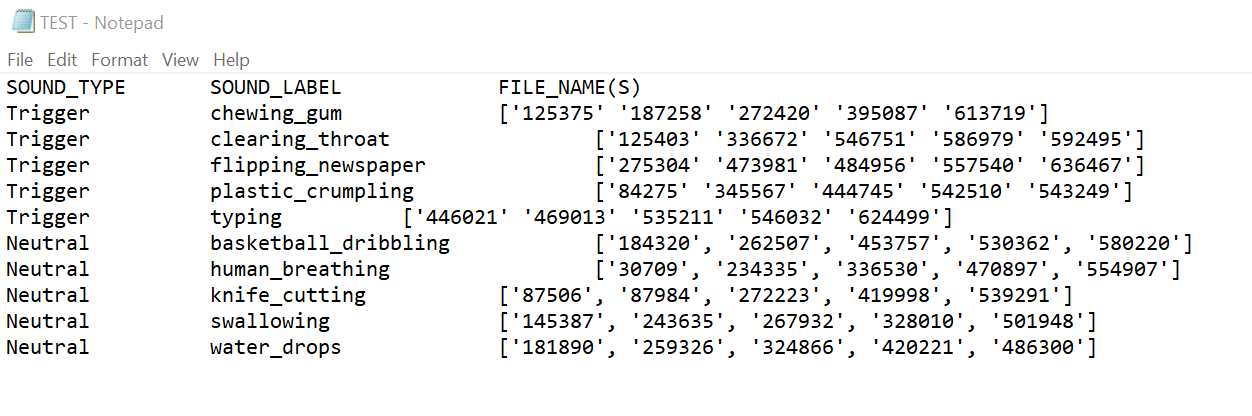 TEST - Notepad
File Edit Format View Help
SOUND_TYPE SOUND_LABEL FILE_NAME(S)
Trigger chewing_gum ['125375' '187258' '272420' '395087' '613719']
Trigger clearing_throat ['125403' '336672' '546751' '586979' '592495']
Trigger flipping_newspaper ['275304' '473981' '484956' '557540' '636467']
Trigger plastic_crumpling ['84275' '345567' '444745' '542510' '543249']
Trigger typing ['446021' '469013' '535211' '546032' '624499']
Neutral basketball_dribbling ['184320', '262507', '453757', '530362', '580220']
Neutral human_breathing ['30709', '234335', '336530', '470897', '554907']
Neutral knife_cutting ['87506', '87984', '272223', '419998', '539291']
Neutral swallowing ['145387', '243635', '267932', '328010', '501948']
Neutral water_drops ['181890', '259326', '324866', '420221', '486300']